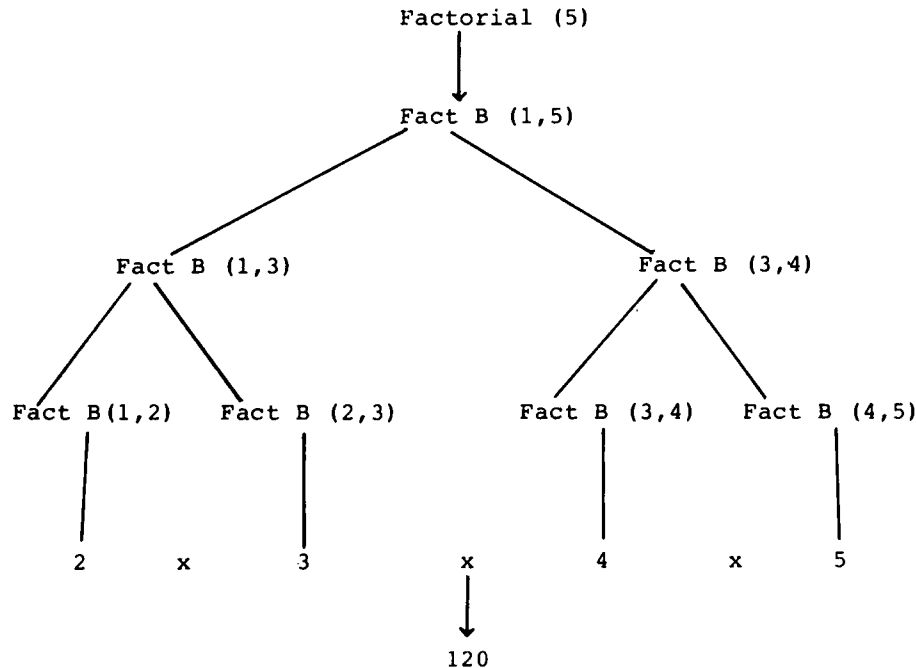 Factorial (5)
Fact B (1,5)
Fact B (1,3) Fact B (3,4)
Fact B(1,2) Fact B (2,3) Fact B (3,4) Fact B (4,5)
2 x 3 x 4 x 5
120